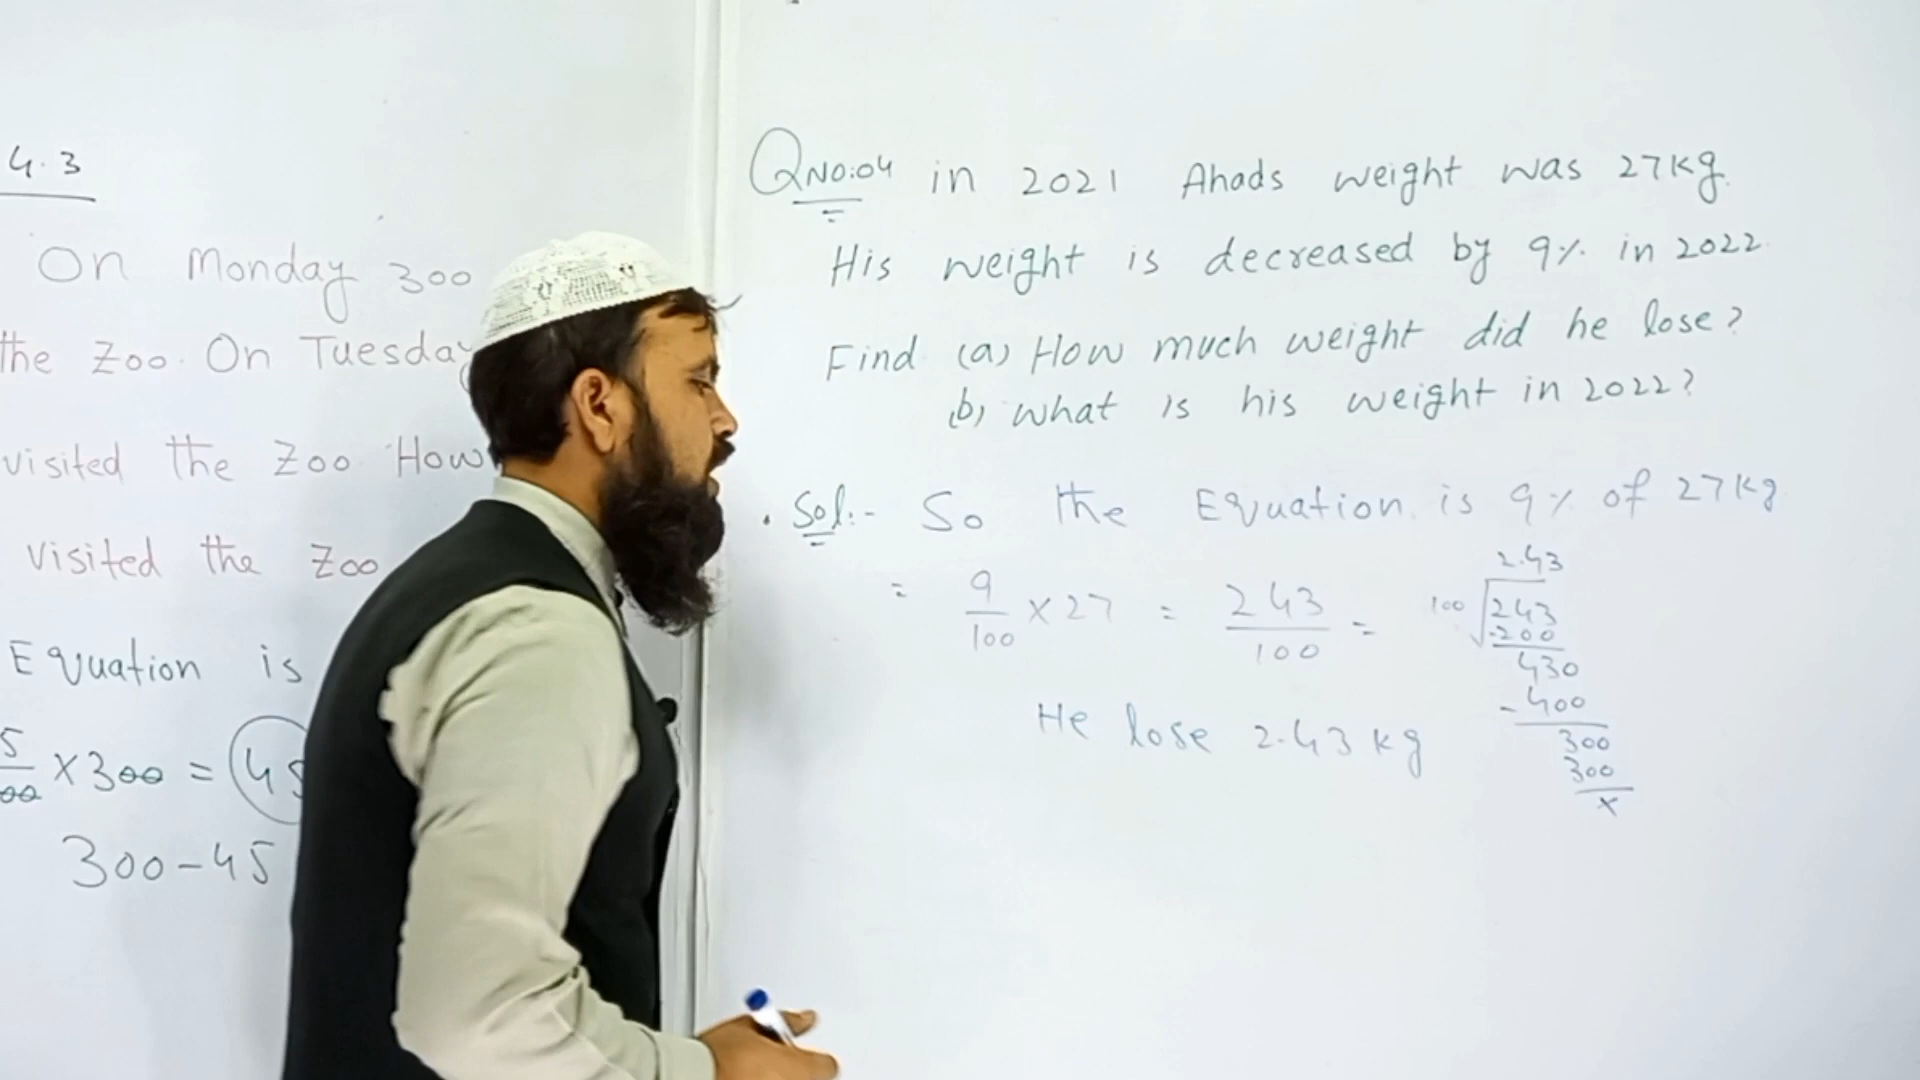 4.3
On Monday 300
the Zoo. On Tuesday
visited the Zoo How
visited the Zoo
Equation is
5/00 × 300 = 45
300 - 45
QNO:04 in 2021 Ahads weight was 27kg.
His weight is decreased by 9% in 2022
Find (a) How much weight did he lose?
(b) what is his weight in 2022?
Sol:- So the Equation is 9% of 27kg
= 9/100 × 27 = 243/100 =
2.43
100 243
-200
430
-400
300
300
×
He lose 2.43 kg